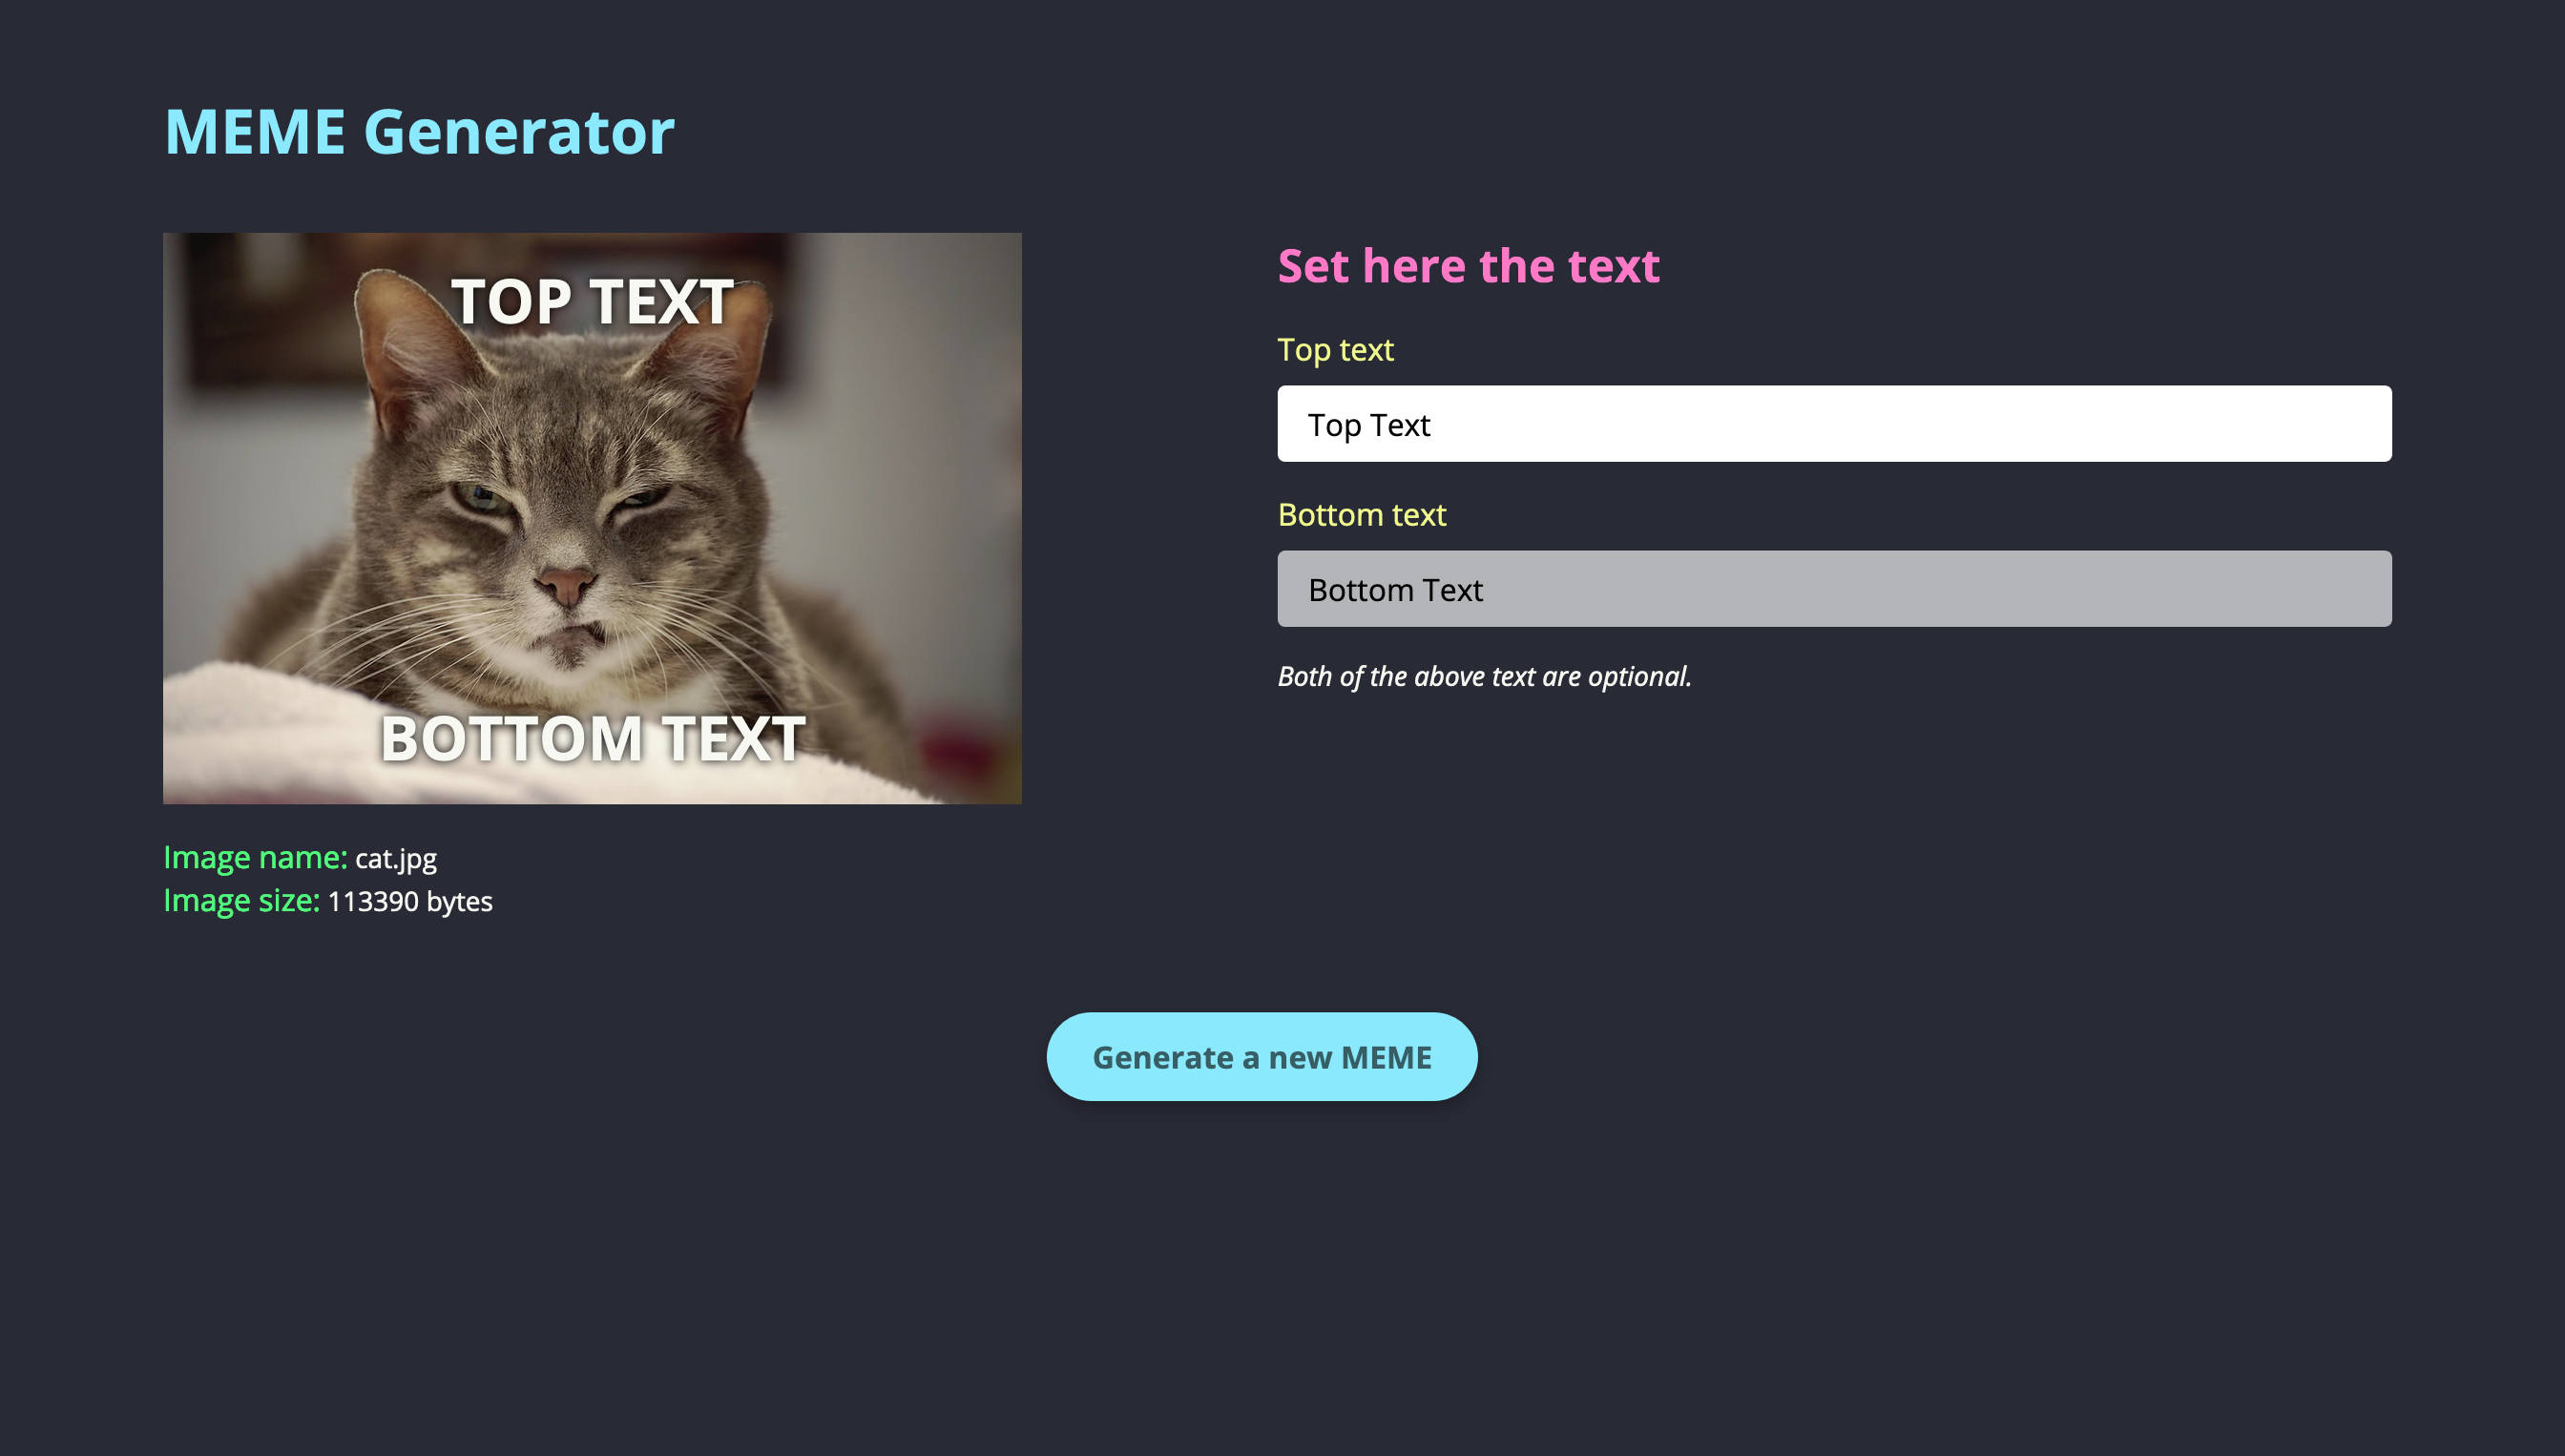 MEME Generator
TOP TEXT
BOTTOM TEXT
Image name: cat.jpg
Image size: 113390 bytes
Set here the text
Top text
Top Text
Bottom text
Bottom Text
Both of the above text are optional.
Generate a new MEME